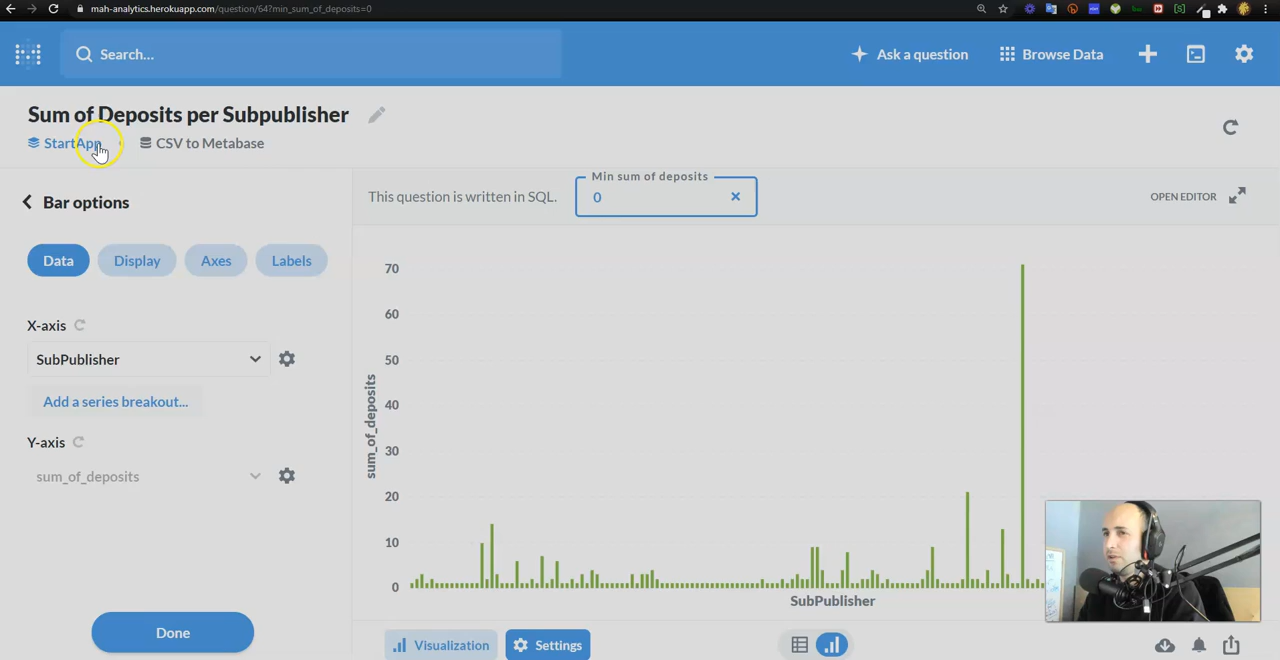 mah-analytics.herokuapp.com/question/64?min_sum_of_deposits=0
Search...
Ask a question
Browse Data
Sum of Deposits per Subpublisher
StartApp
CSV to Metabase
Bar options
This question is written in SQL.
Min sum of deposits
0
OPEN EDITOR
Data
Display
Axes
Labels
X-axis
SubPublisher
Add a series breakout...
Y-axis
sum_of_deposits
Done
sum_of_deposits
70
60
50
40
30
20
10
0
SubPublisher
Visualization
Settings